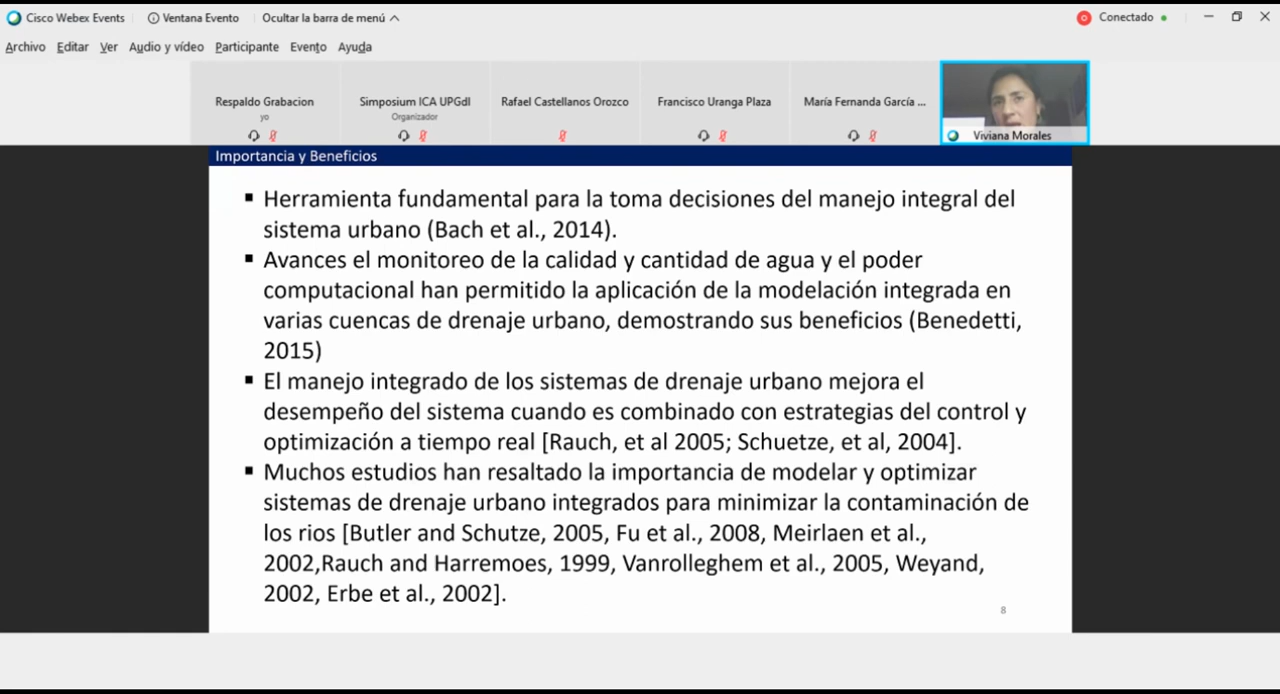 Cisco Webex Events Ventana Evento Ocultar la barra de menú Conectado
Archivo Editar Ver Audio y vídeo Participante Evento Ayuda
Respaldo Grabacion
yo
Simposium ICA UPGdl
Organizador
Rafael Castellanos Orozco
Francisco Uranga Plaza
María Fernanda García ...
Viviana Morales
Importancia y Beneficios
▪ Herramienta fundamental para la toma decisiones del manejo integral del
sistema urbano (Bach et al., 2014).
▪ Avances el monitoreo de la calidad y cantidad de agua y el poder
computacional han permitido la aplicación de la modelación integrada en
varias cuencas de drenaje urbano, demostrando sus beneficios (Benedetti,
2015)
▪ El manejo integrado de los sistemas de drenaje urbano mejora el
desempeño del sistema cuando es combinado con estrategias del control y
optimización a tiempo real [Rauch, et al 2005; Schuetze, et al, 2004].
▪ Muchos estudios han resaltado la importancia de modelar y optimizar
sistemas de drenaje urbano integrados para minimizar la contaminación de
los rios [Butler and Schutze, 2005, Fu et al., 2008, Meirlaen et al.,
2002,Rauch and Harremoes, 1999, Vanrolleghem et al., 2005, Weyand,
2002, Erbe et al., 2002].
8